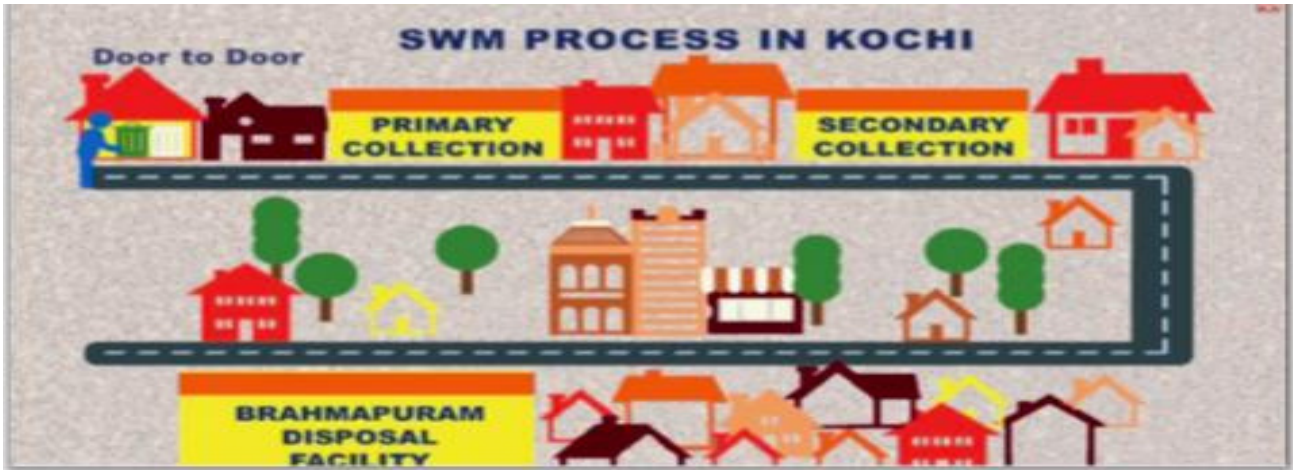 SWM PROCESS IN KOCHI
Door to Door
PRIMARY
COLLECTION
SECONDARY
COLLECTION
BRAHMAPURAM
DISPOSAL
FACILITY